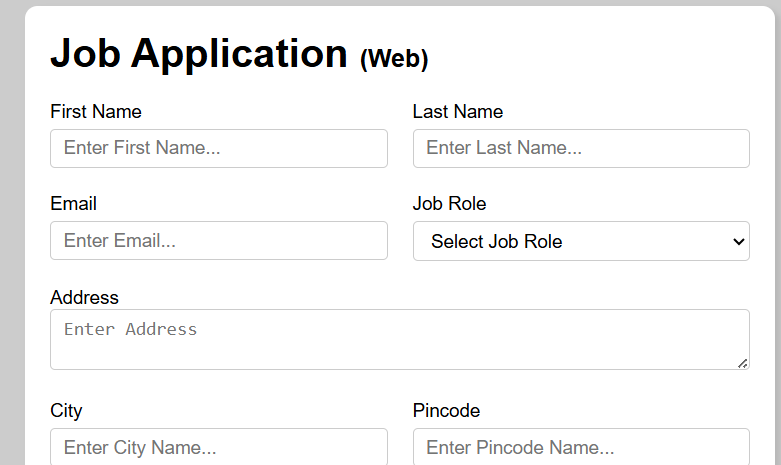 Job Application (Web)
First Name
Last Name
Enter First Name...
Enter Last Name...
Email
Job Role
Enter Email...
Select Job Role
Address
Enter Address
City
Pincode
Enter City Name...
Enter Pincode Name...